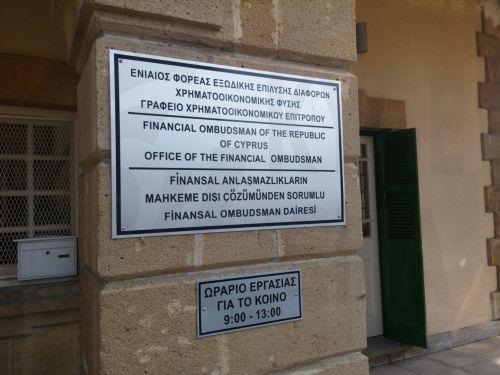 ΕΝΙΑΙΟΣ ΦΟΡΕΑΣ ΕΞΩΔΙΚΗΣ ΕΠΙΛΥΣΗΣ ΔΙΑΦΟΡΩΝ
ΧΡΗΜΑΤΟΟΙΚΟΝΟΜΙΚΗΣ ΦΥΣΗΣ
ΓΡΑΦΕΙΟ ΧΡΗΜΑΤΟΟΙΚΟΝΟΜΙΚΟΥ ΕΠΙΤΡΟΠΟΥ
FINANCIAL OMBUDSMAN OF THE REPUBLIC
OF CYPRUS
OFFICE OF THE FINANCIAL OMBUDSMAN
FİNANSAL ANLAŞMAZLIKLARIN
MAHKEME DISI ÇÖZÜMÜNDEN SORUMLU
FİNANSAL OMBUDSMAN DAİRESİ
ΩΡΑΡΙΟ ΕΡΓΑΣΙΑΣ
ΓΙΑ ΤΟ ΚΟΙΝΟ
9:00 - 13:00